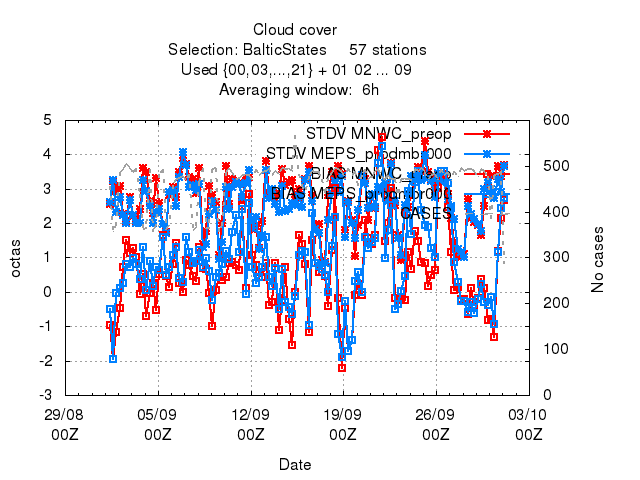 Cloud cover
Selection: BalticStates 57 stations
Used {00,03,...,21} + 01 02 ... 09
Averaging window: 6h
5 600
4 500
3 400
2 300
1 200
0 100
-1 0
-2
-3
octas
No cases
STDV MNWC_preop
STDV MEPS_prodmbr000
BIAS MNWC_preop
BIAS MEPS_prodmbr000
CASES
29/08 05/09 12/09 19/09 26/09 03/10
00Z 00Z 00Z 00Z 00Z 00Z
Date